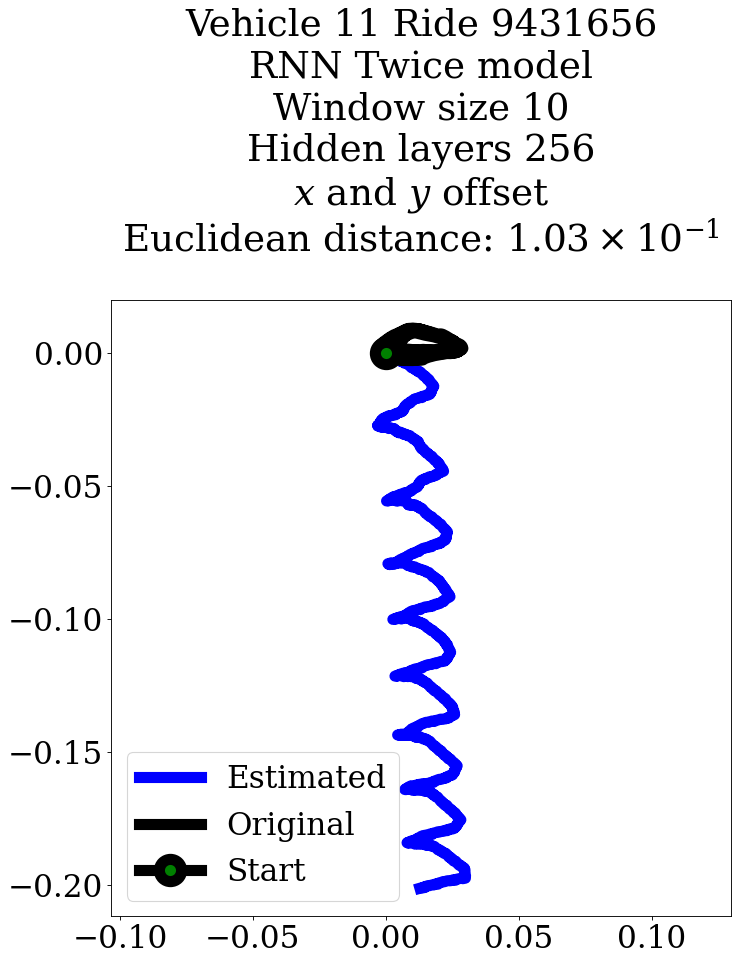 Vehicle 11 Ride 9431656
RNN Twice model
Window size 10
Hidden layers 256
x and y offset
Euclidean distance: 1.03 × 10⁻¹
0.00
−0.05
−0.10
−0.15
−0.20
Estimated
Original
Start
−0.10 −0.05 0.00 0.05 0.10